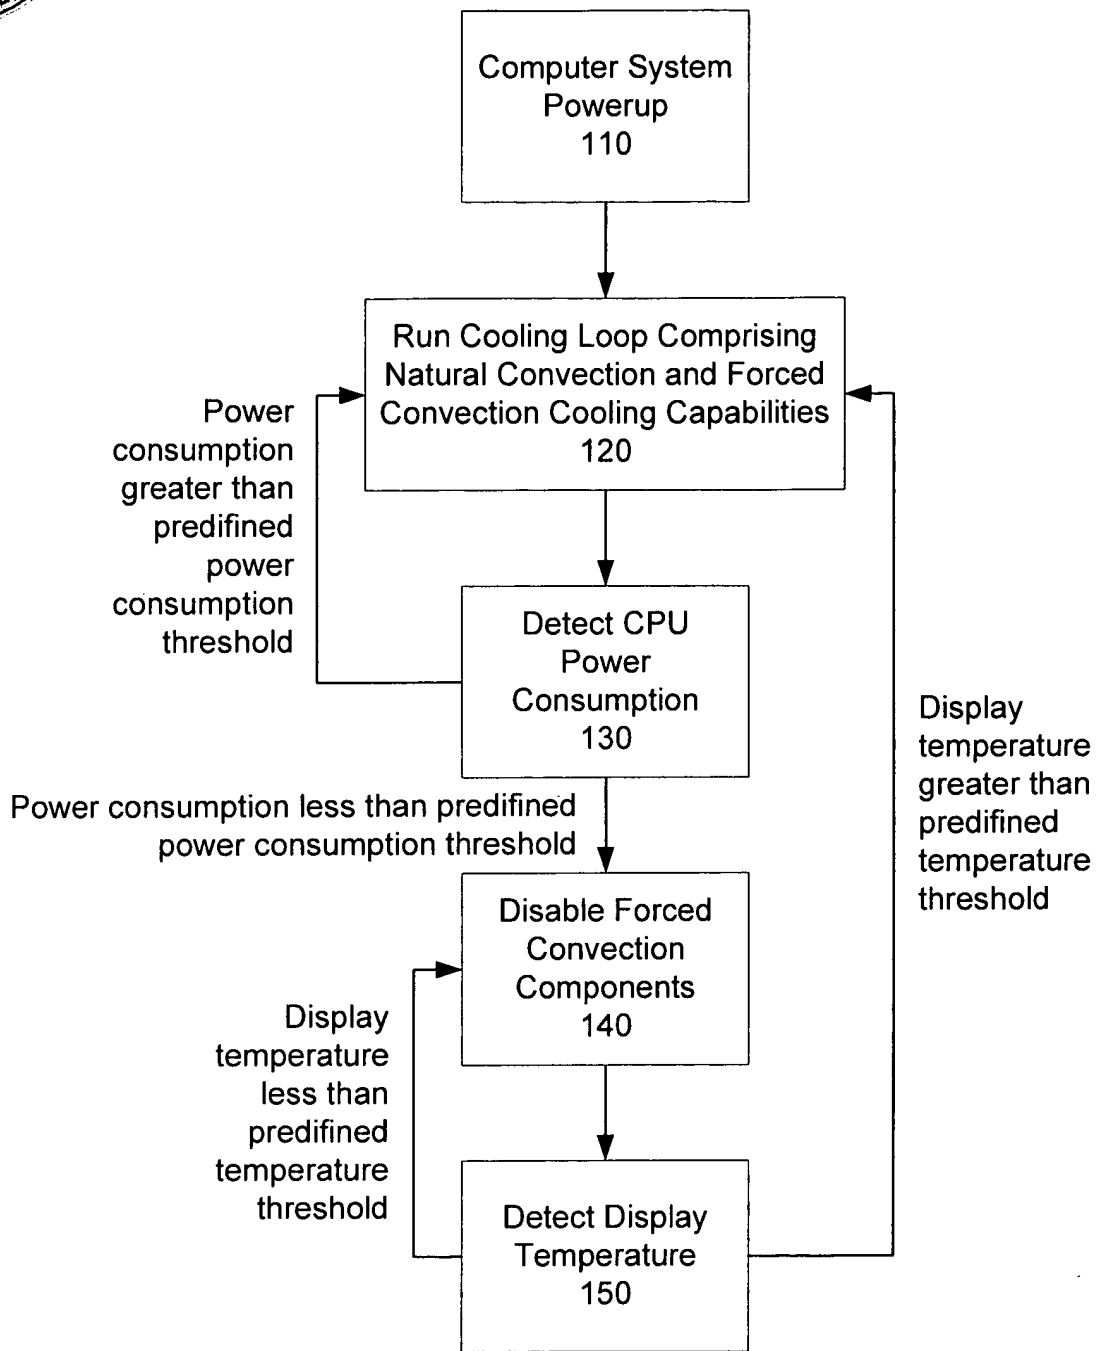 Computer System
Powerup
110
Run Cooling Loop Comprising
Natural Convection and Forced
Convection Cooling Capabilities
120
Power
consumption
greater than
predifined
power
consumption
threshold
Detect CPU
Power
Consumption
130
Display
temperature
greater than
predifined
temperature
threshold
Power consumption less than predifined
power consumption threshold
Disable Forced
Convection
Components
140
Display
temperature
less than
predifined
temperature
threshold
Detect Display
Temperature
150